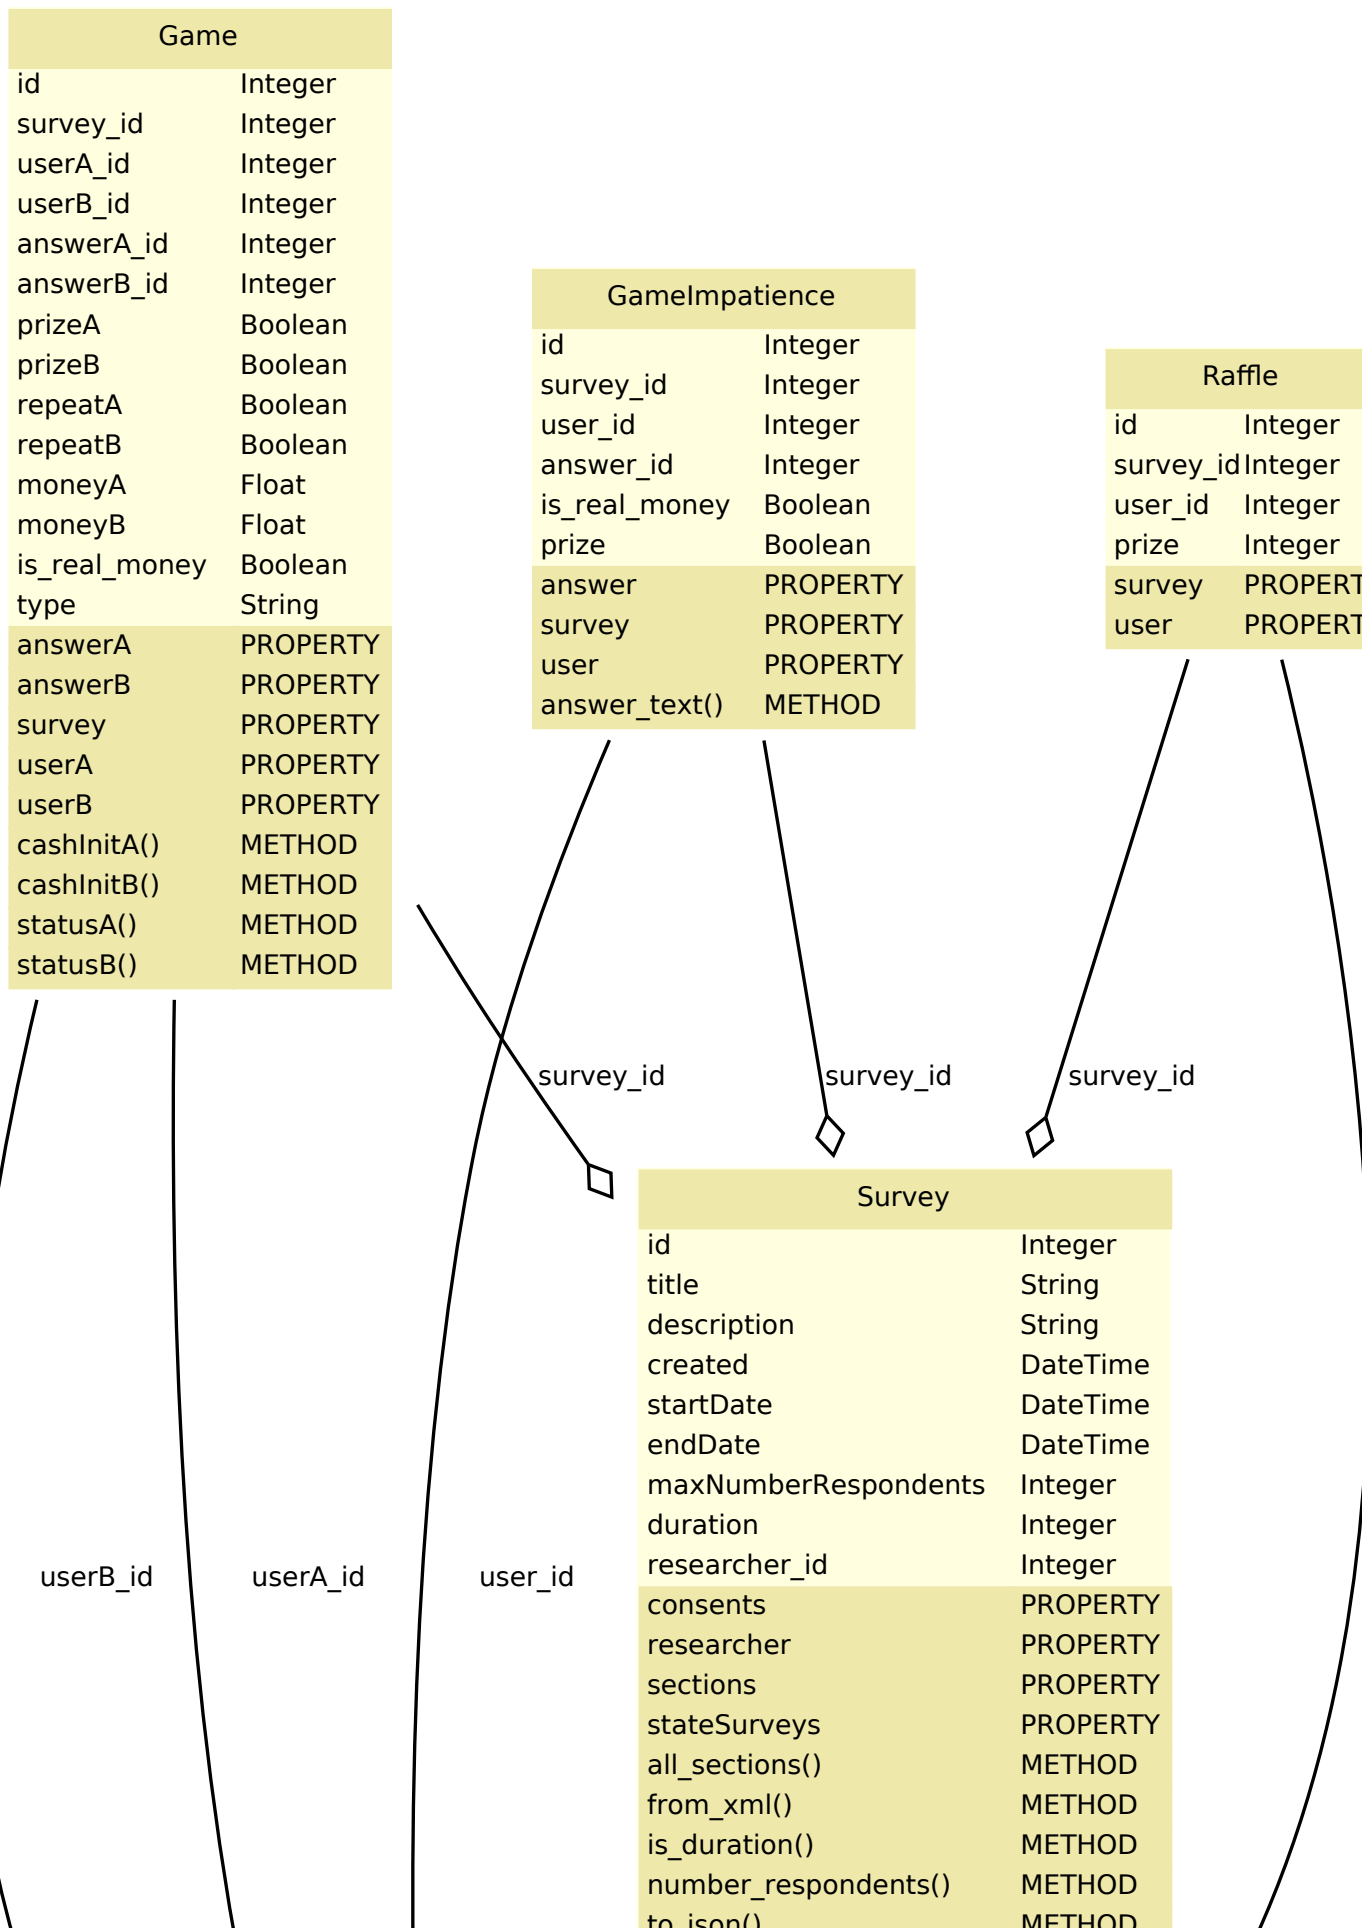 Game
id Integer
survey_id Integer
userA_id Integer
userB_id Integer
answerA_id Integer
answerB_id Integer
prizeA Boolean
prizeB Boolean
repeatA Boolean
repeatB Boolean
moneyA Float
moneyB Float
is_real_money Boolean
type String
answerA PROPERTY
answerB PROPERTY
survey PROPERTY
userA PROPERTY
userB PROPERTY
cashInitA() METHOD
cashInitB() METHOD
statusA() METHOD
statusB() METHOD
GameImpatience
id Integer
survey_id Integer
user_id Integer
answer_id Integer
is_real_money Boolean
prize Boolean
answer PROPERTY
survey PROPERTY
user PROPERTY
answer_text() METHOD
Raffle
id Integer
survey_id Integer
user_id Integer
prize Integer
survey PROPERT
user PROPERT
survey_id
survey_id
survey_id
Survey
id Integer
title String
description String
created DateTime
startDate DateTime
endDate DateTime
maxNumberRespondents Integer
duration Integer
researcher_id Integer
consents PROPERTY
researcher PROPERTY
sections PROPERTY
stateSurveys PROPERTY
all_sections() METHOD
from_xml() METHOD
is_duration() METHOD
number_respondents() METHOD
to_json() METHOD
userB_id
userA_id
user_id